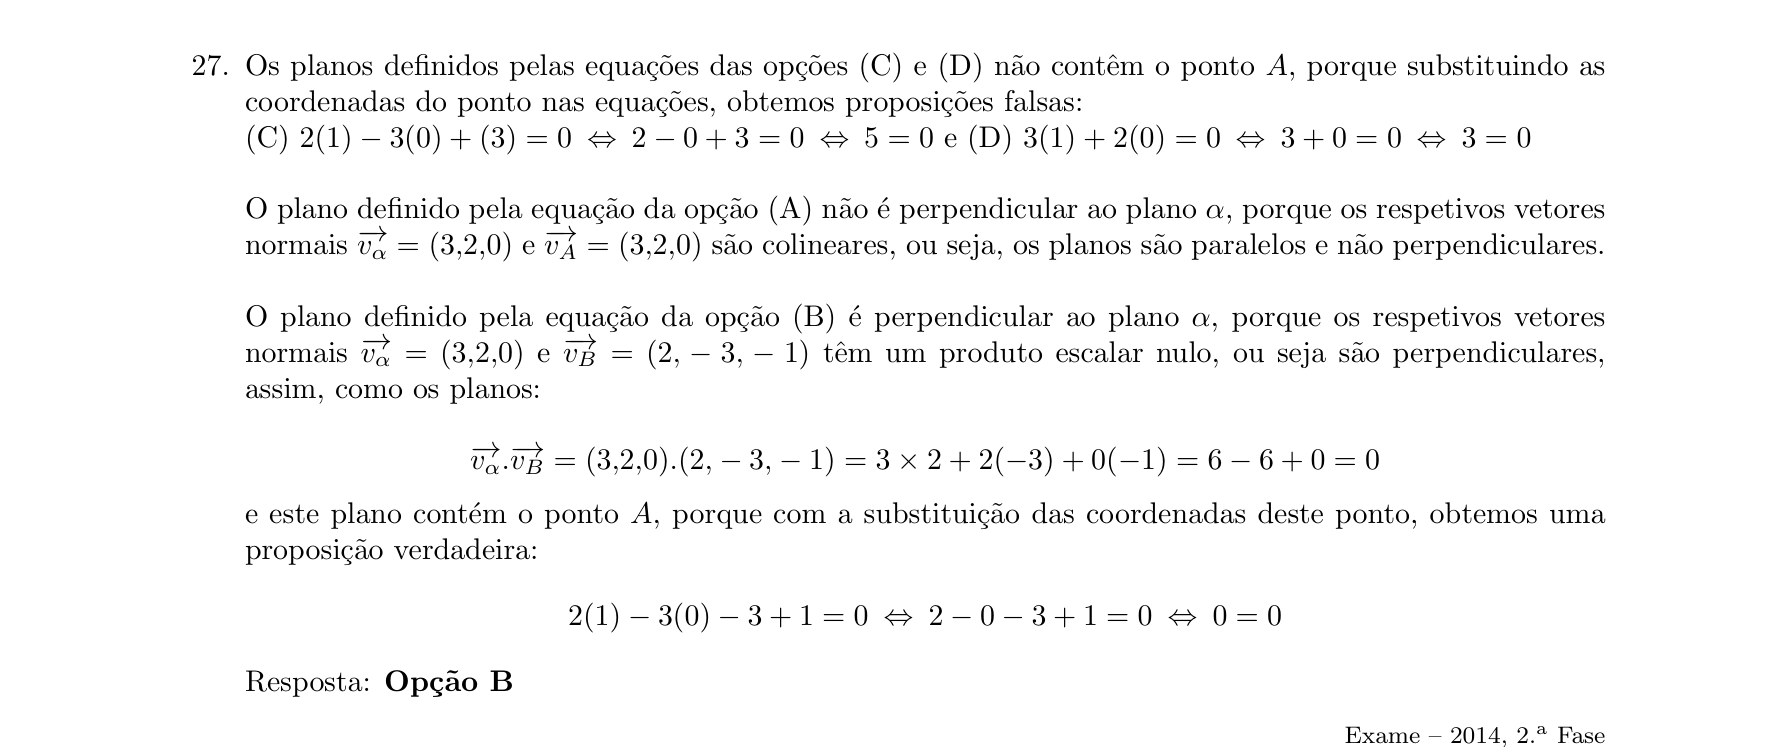 27. Os planos definidos pelas equações das opções (C) e (D) não contêm o ponto A, porque substituindo as
coordenadas do ponto nas equações, obtemos proposições falsas:
(C) 2(1) − 3(0) + (3) = 0 ⇔ 2 − 0 + 3 = 0 ⇔ 5 = 0 e (D) 3(1) + 2(0) = 0 ⇔ 3 + 0 = 0 ⇔ 3 = 0
O plano definido pela equação da opção (A) não é perpendicular ao plano α, porque os respetivos vetores
normais $\overrightarrow{v_α}$ = (3,2,0) e $\overrightarrow{v_A}$ = (3,2,0) são colineares, ou seja, os planos são paralelos e não perpendiculares.
O plano definido pela equação da opção (B) é perpendicular ao plano α, porque os respetivos vetores
normais $\overrightarrow{v_α}$ = (3,2,0) e $\overrightarrow{v_B}$ = (2, − 3, − 1) têm um produto escalar nulo, ou seja são perpendiculares,
assim, como os planos:
$\overrightarrow{v_α}$.$\overrightarrow{v_B}$ = (3,2,0).(2, − 3, − 1) = 3 × 2 + 2(−3) + 0(−1) = 6 − 6 + 0 = 0
e este plano contém o ponto A, porque com a substituição das coordenadas deste ponto, obtemos uma
proposição verdadeira:
2(1) − 3(0) − 3 + 1 = 0 ⇔ 2 − 0 − 3 + 1 = 0 ⇔ 0 = 0
Resposta: Opção B
Exame – 2014, 2.ª Fase